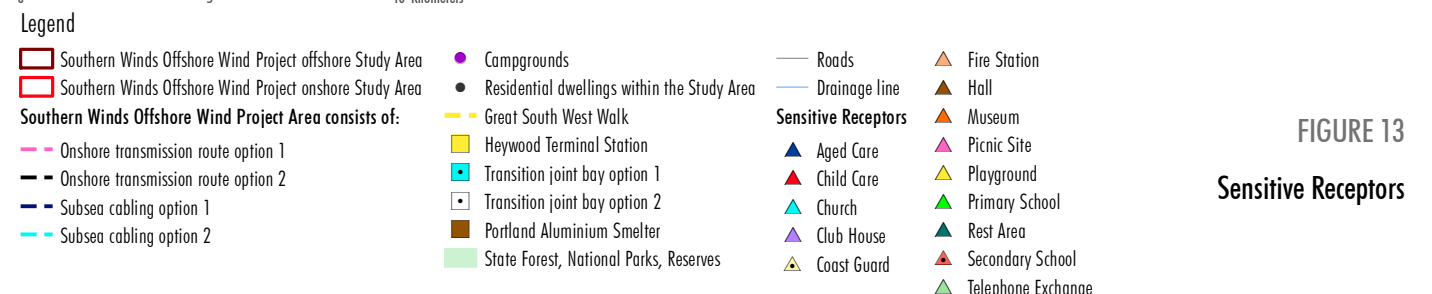 Legend
Southern Winds Offshore Wind Project offshore Study Area
Southern Winds Offshore Wind Project onshore Study Area
Southern Winds Offshore Wind Project Area consists of:
Onshore transmission route option 1
Onshore transmission route option 2
Subsea cabling option 1
Subsea cabling option 2
Campgrounds
Residential dwellings within the Study Area
Great South West Walk
Heywood Terminal Station
Transition joint bay option 1
Transition joint bay option 2
Portland Aluminium Smelter
State Forest, National Parks, Reserves
Roads
Drainage line
Sensitive Receptors
Aged Care
Child Care
Church
Club House
Coast Guard
Fire Station
Hall
Museum
Picnic Site
Playground
Primary School
Rest Area
Secondary School
Telephone Exchange
FIGURE 13
Sensitive Receptors